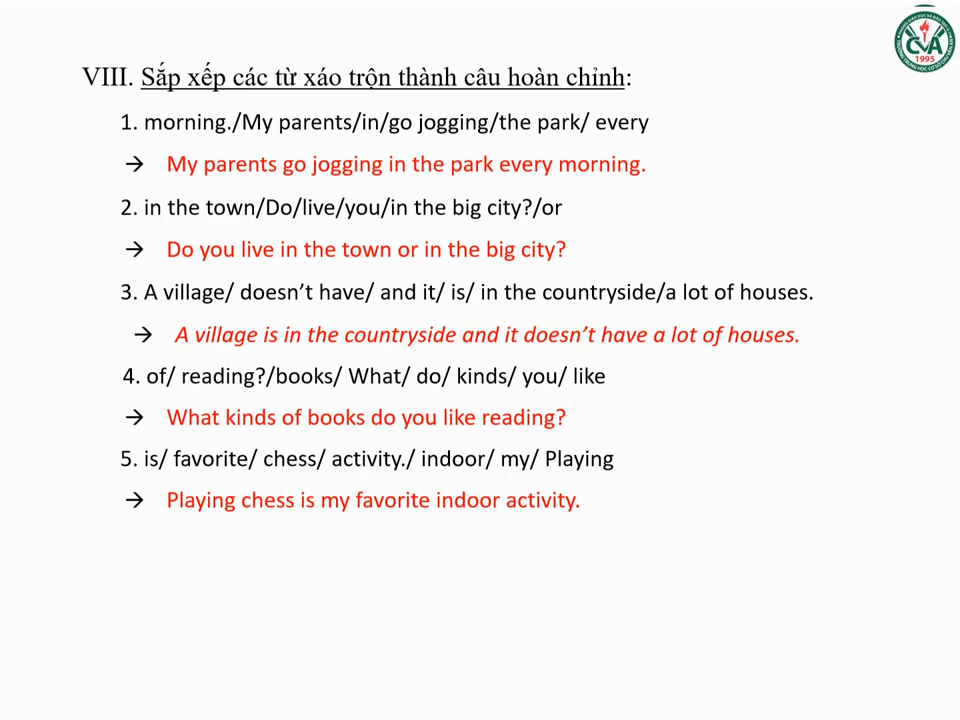 VIII. Sắp xếp các từ xáo trộn thành câu hoàn chỉnh:
1. morning./My parents/in/go jogging/the park/ every
→ My parents go jogging in the park every morning.
2. in the town/Do/live/you/in the big city?/or
→ Do you live in the town or in the big city?
3. A village/ doesn't have/ and it/ is/ in the countryside/a lot of houses.
→ A village is in the countryside and it doesn't have a lot of houses.
4. of/ reading?/books/ What/ do/ kinds/ you/ like
→ What kinds of books do you like reading?
5. is/ favorite/ chess/ activity./ indoor/ my/ Playing
→ Playing chess is my favorite indoor activity.
CVA
1995